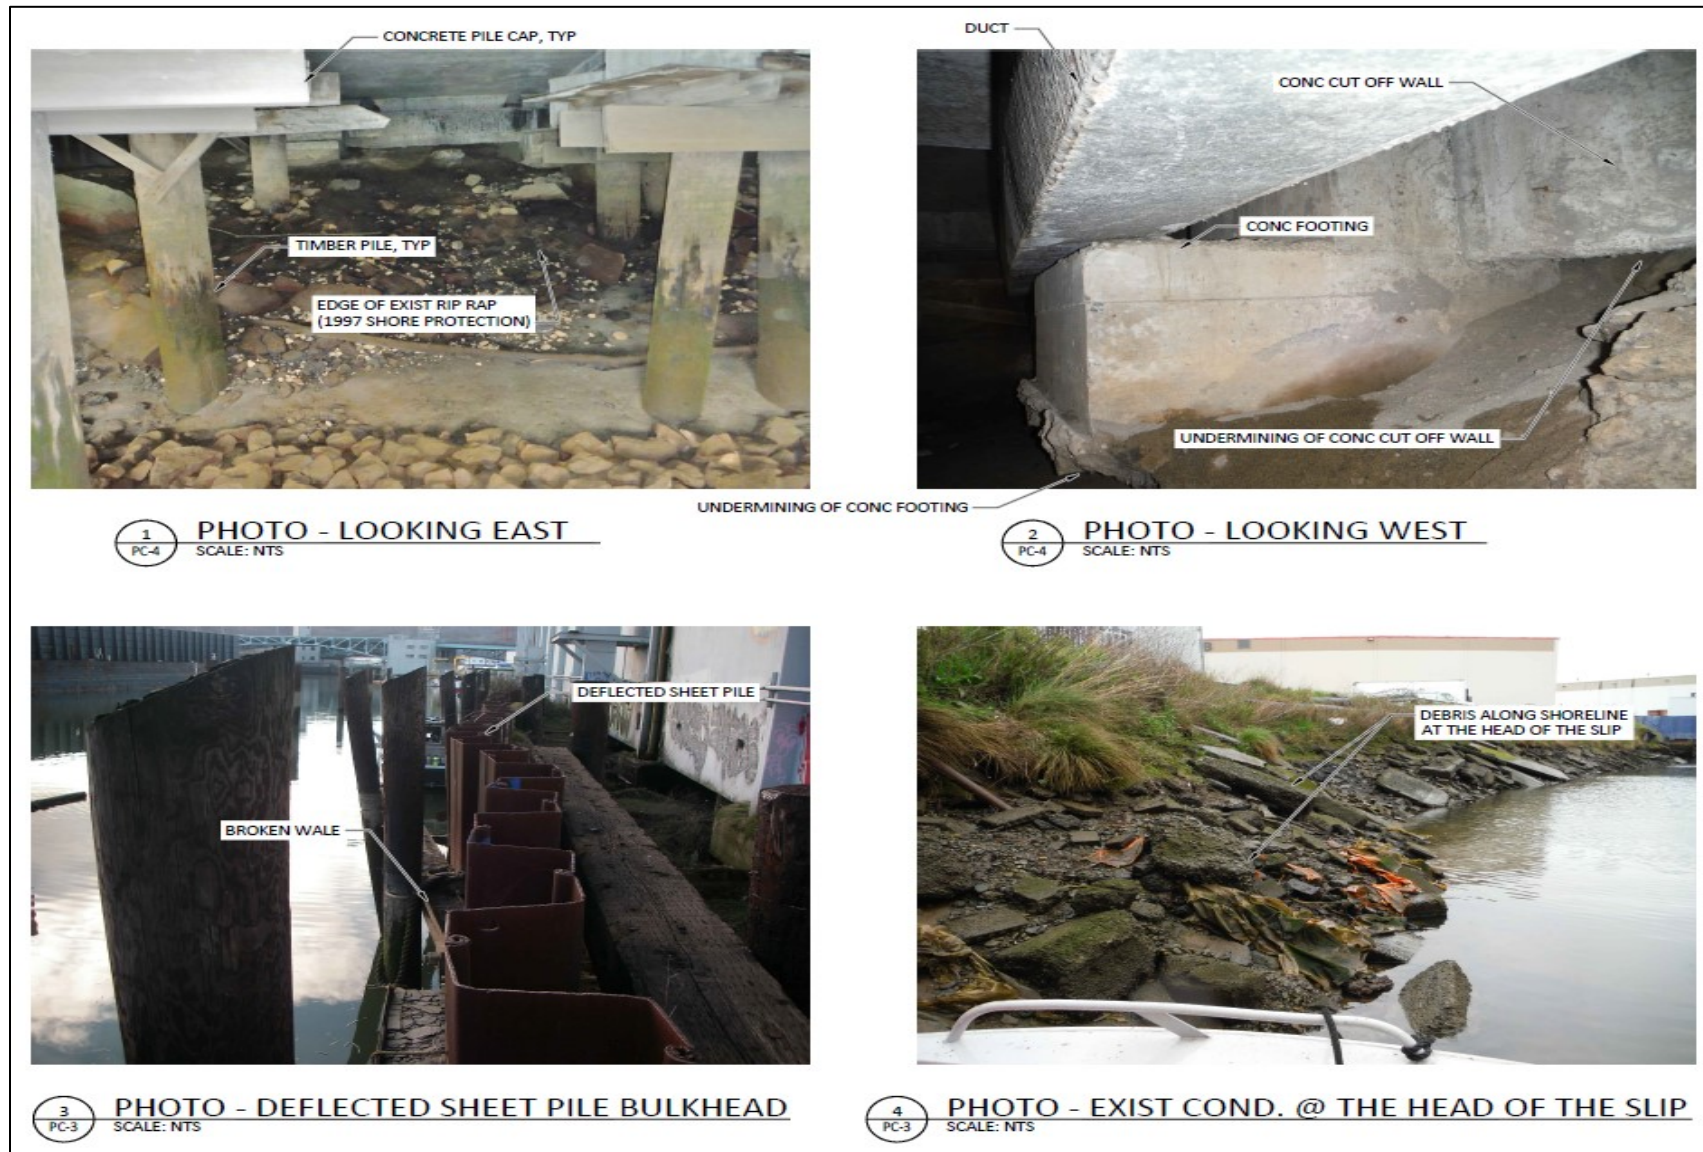 CONCRETE PILE CAP, TYP
TIMBER PILE, TYP
EDGE OF EXIST RIP RAP
(1997 SHORE PROTECTION)
1
PC-4
PHOTO - LOOKING EAST
SCALE: NTS
DUCT
CONC CUT OFF WALL
CONC FOOTING
UNDERMINING OF CONC CUT OFF WALL
UNDERMINING OF CONC FOOTING
2
PC-4
PHOTO - LOOKING WEST
SCALE: NTS
DEFLECTED SHEET PILE
BROKEN WALE
3
PC-3
PHOTO - DEFLECTED SHEET PILE BULKHEAD
SCALE: NTS
DEBRIS ALONG SHORELINE
AT THE HEAD OF THE SLIP
4
PC-3
PHOTO - EXIST COND. @ THE HEAD OF THE SLIP
SCALE: NTS